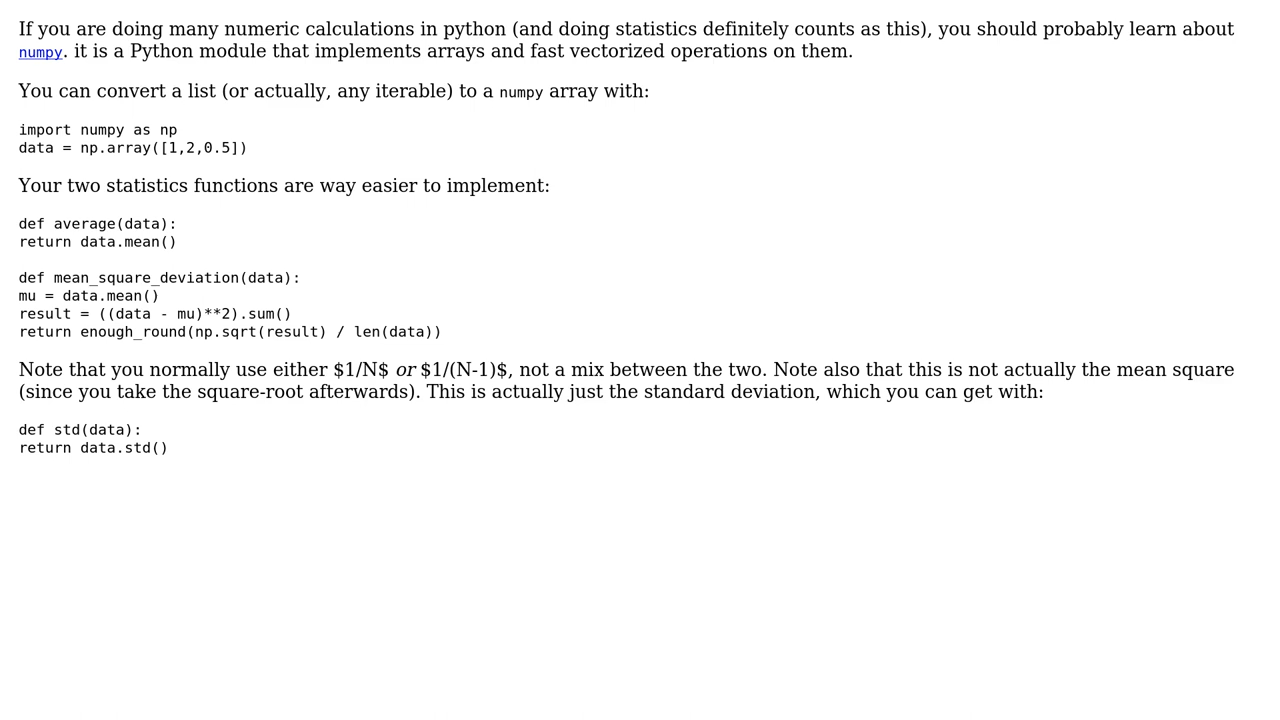 If you are doing many numeric calculations in python (and doing statistics definitely counts as this), you should probably learn about
numpy. it is a Python module that implements arrays and fast vectorized operations on them.
You can convert a list (or actually, any iterable) to a numpy array with:
import numpy as np
data = np.array([1,2,0.5])
Your two statistics functions are way easier to implement:
def average(data):
return data.mean()
def mean_square_deviation(data):
mu = data.mean()
result = ((data - mu)**2).sum()
return enough_round(np.sqrt(result) / len(data))
Note that you normally use either $1/N$ or $1/(N-1)$, not a mix between the two. Note also that this is not actually the mean square
(since you take the square-root afterwards). This is actually just the standard deviation, which you can get with:
def std(data):
return data.std()